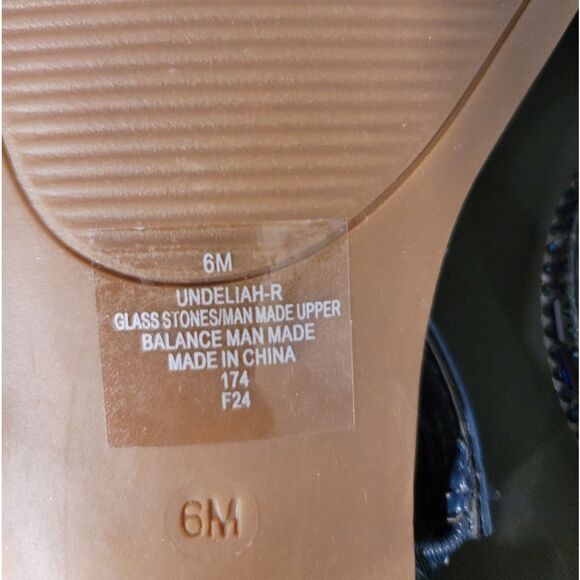 6M
UNDELIAH-R
GLASS STONES/MAN MADE UPPER
BALANCE MAN MADE
MADE IN CHINA
174
F24
6M